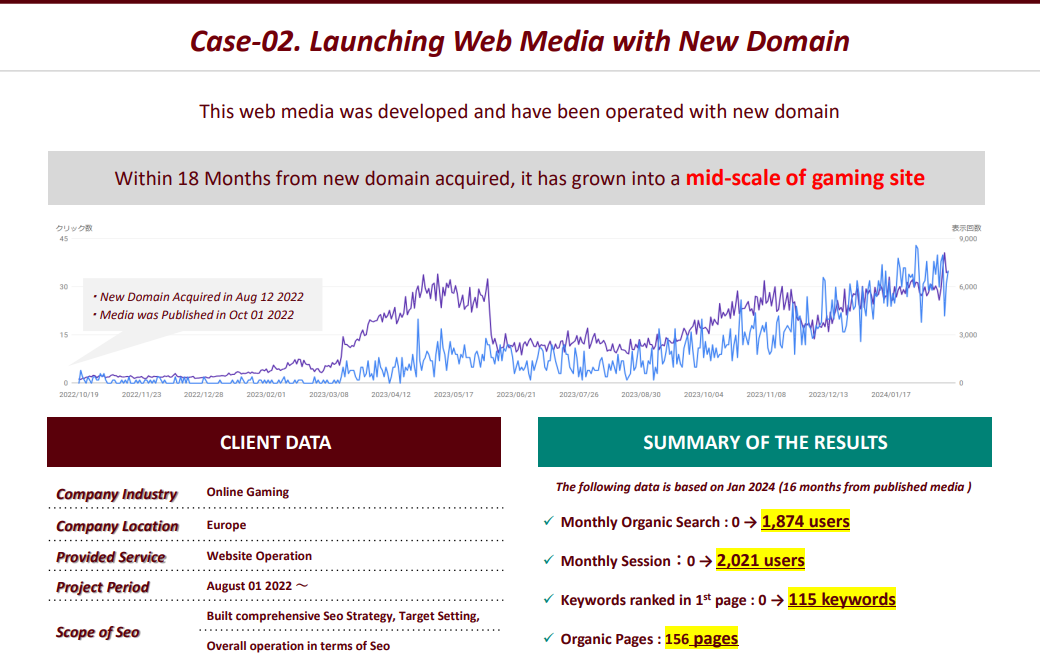 Case-02. Launching Web Media with New Domain
This web media was developed and have been operated with new domain
Within 18 Months from new domain acquired, it has grown into a mid-scale of gaming site
クリック数
表示回数
45
9,000
30
6,000
15
3,000
0
0
・New Domain Acquired in Aug 12 2022
・Media was Published in Oct 01 2022
2022/10/19 2022/11/23 2022/12/28 2023/02/01 2023/03/08 2023/04/12 2023/05/17 2023/06/21 2023/07/26 2023/08/30 2023/10/04 2023/11/08 2023/12/13 2024/01/17
CLIENT DATA
Company Industry Online Gaming
Company Location Europe
Provided Service Website Operation
Project Period August 01 2022 ～
Scope of Seo
Built comprehensive Seo Strategy, Target Setting,
Overall operation in terms of Seo
SUMMARY OF THE RESULTS
The following data is based on Jan 2024 (16 months from published media )
✓ Monthly Organic Search : 0 → 1,874 users
✓ Monthly Session：0 → 2,021 users
✓ Keywords ranked in 1st page : 0 → 115 keywords
✓ Organic Pages : 156 pages